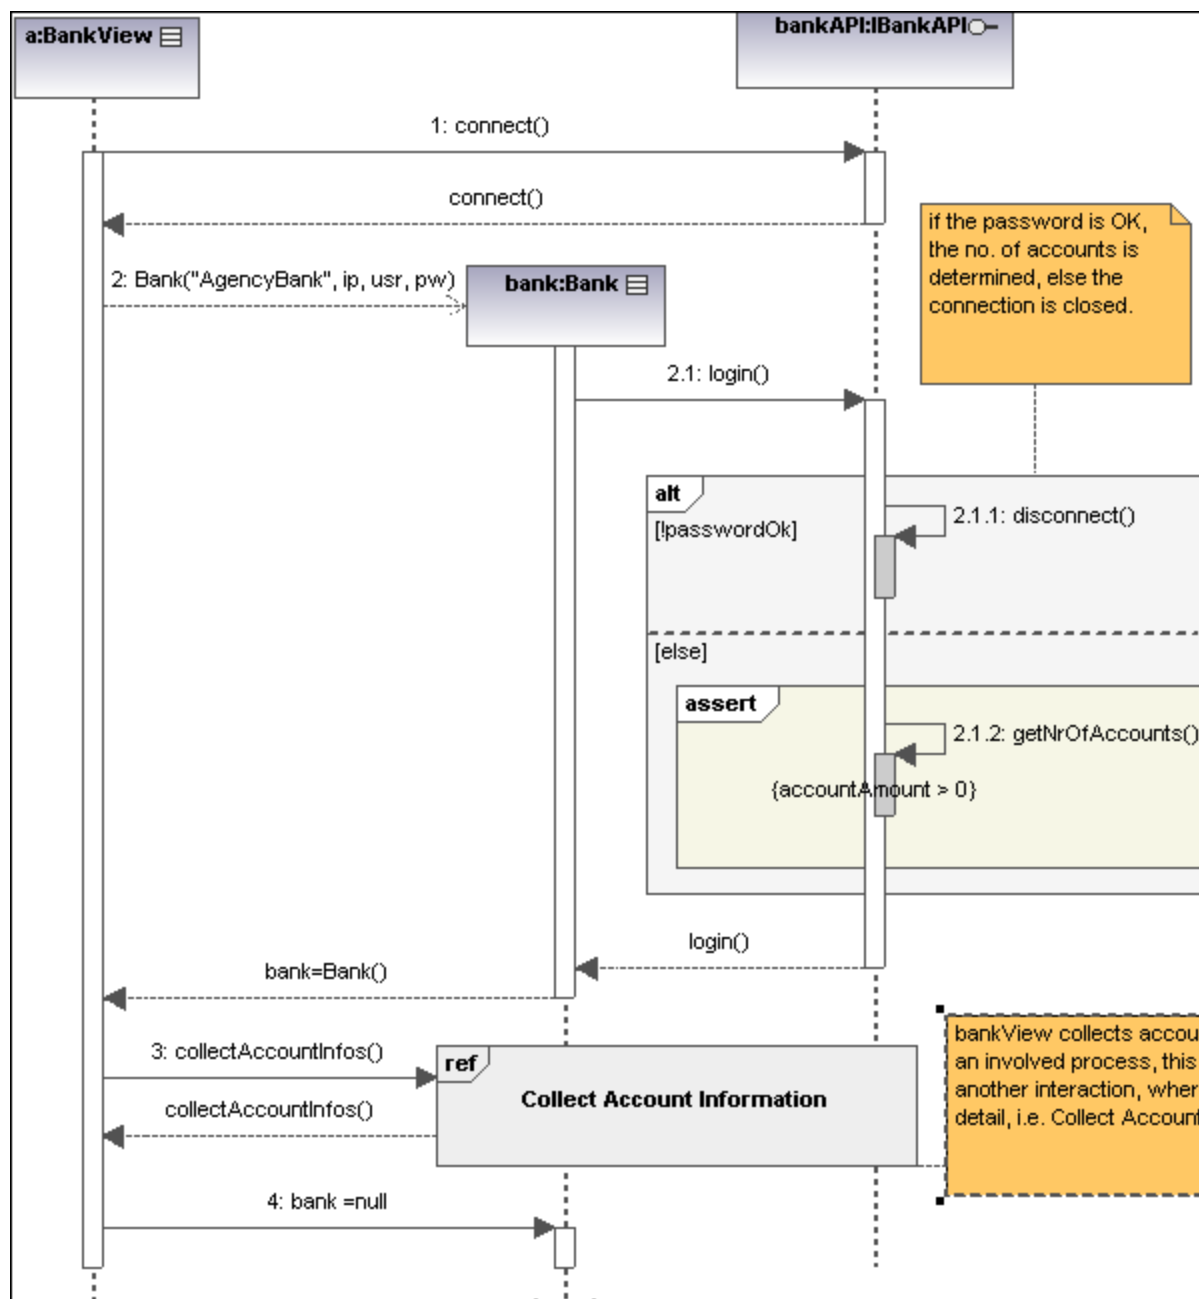 a:BankView
bankAPI:IBankAPI
1: connect()
connect()
if the password is OK,
the no. of accounts is
determined, else the
connection is closed.
2: Bank("AgencyBank", ip, usr, pw)
bank:Bank
2.1: login()
alt
[!passwordOk]
2.1.1: disconnect()
[else]
assert
2.1.2: getNrOfAccounts()
{accountAmount > 0}
login()
bank=Bank()
3: collectAccountInfos()
ref
Collect Account Information
collectAccountInfos()
bankView collects accou
an involved process, this
another interaction, wher
detail, i.e. Collect Account
4: bank =null